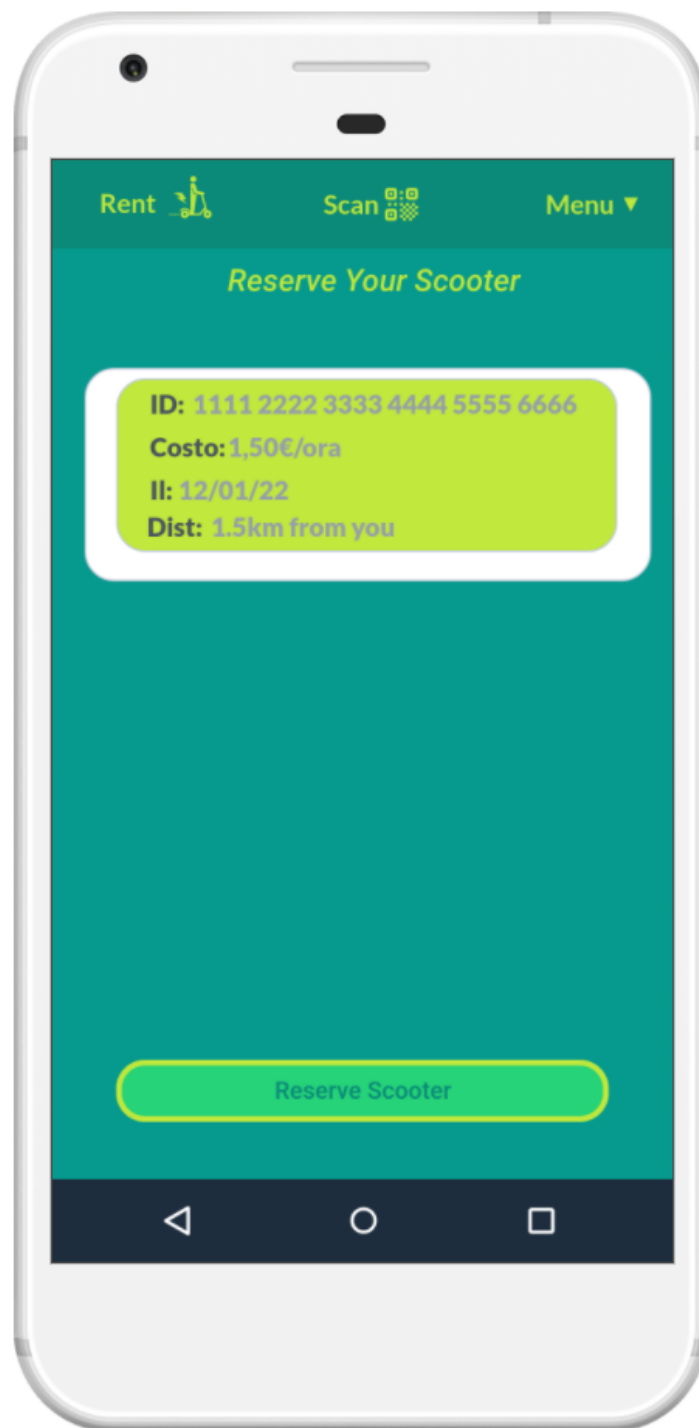 Rent Scan Menu ▼
Reserve Your Scooter
ID: 1111 2222 3333 4444 5555 6666
Costo: 1,50€/ora
Il: 12/01/22
Dist: 1.5km from you
Reserve Scooter